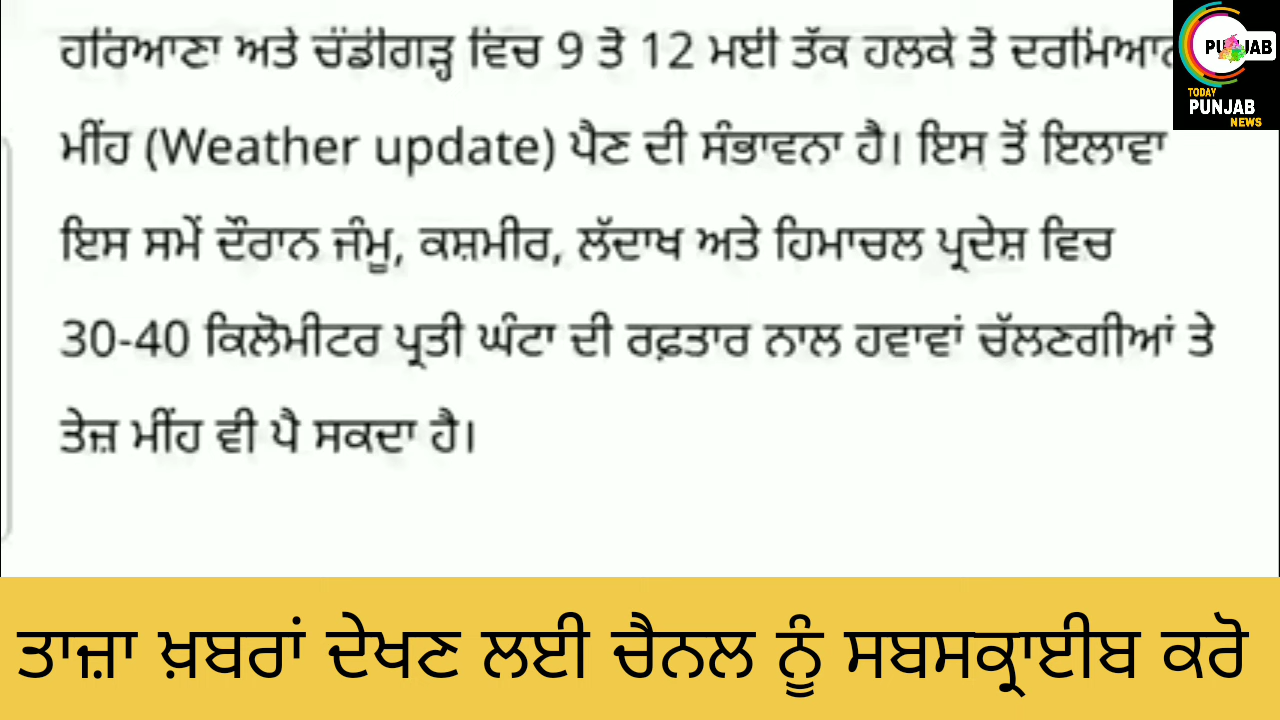 ਹਰਿਆਣਾ ਅਤੇ ਚੰਡੀਗੜ੍ਹ ਵਿਚ 9 ਤੋਂ 12 ਮਈ ਤੱਕ ਹਲਕੇ ਤੋਂ
ਮੀਂਹ (Weather update) ਪੈਣ ਦੀ ਸੰਭਾਵਨਾ ਹੈ। ਇਸ ਤੋਂ ਇਲਾਵਾ
ਇਸ ਸਮੇਂ ਦੌਰਾਨ ਜੰਮੂ, ਕਸ਼ਮੀਰ, ਲੱਦਾਖ ਅਤੇ ਹਿਮਾਚਲ ਪ੍ਰਦੇਸ਼ ਵਿਚ
30-40 ਕਿਲੋਮੀਟਰ ਪ੍ਰਤੀ ਘੰਟਾ ਦੀ ਰਫ਼ਤਾਰ ਨਾਲ ਹਵਾਵਾਂ ਚੱਲਣਗੀਆਂ ਤੇ
ਤੇਜ਼ ਮੀਂਹ ਵੀ ਪੈ ਸਕਦਾ ਹੈ।
PUNJAB
TODAY
PUNJAB
NEWS
ਤਾਜ਼ਾ ਖ਼ਬਰਾਂ ਦੇਖਣ ਲਈ ਚੈਨਲ ਨੂੰ ਸਬਸਕ੍ਰਾਈਬ ਕਰੋ